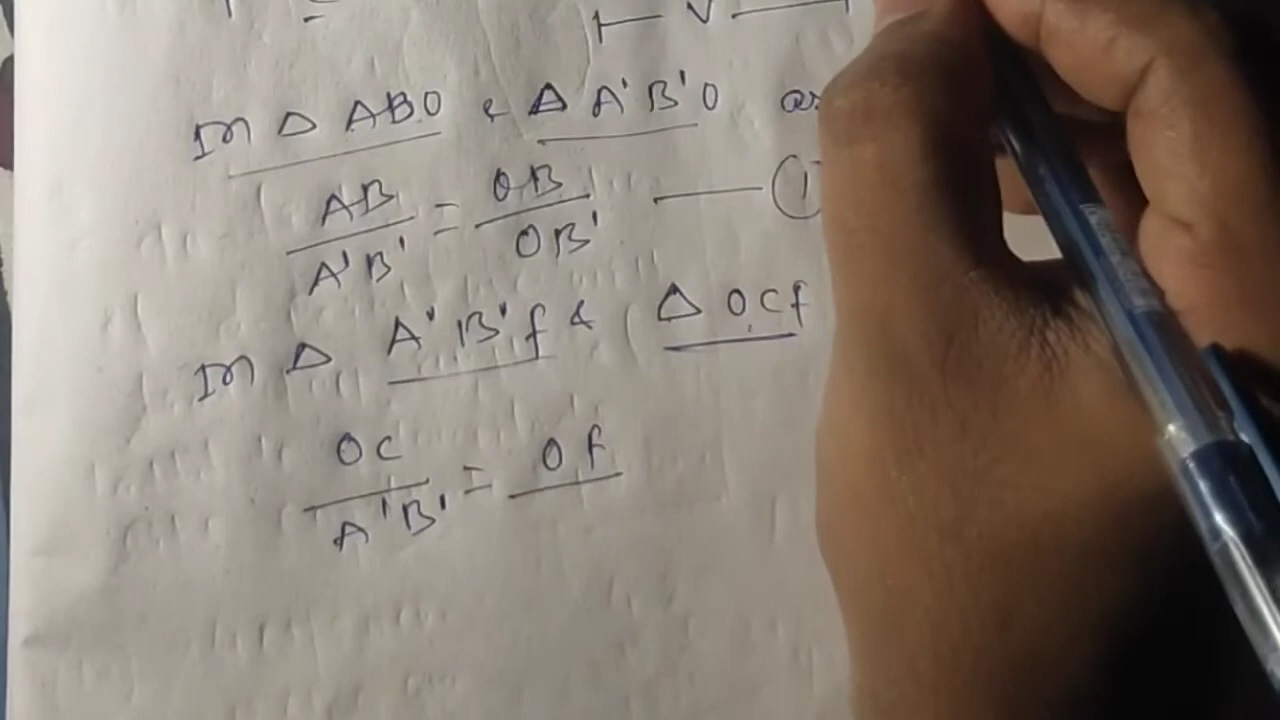 V
In Δ ABO & Δ A'B'O
AB/A'B' = OB/OB' — ①
In Δ A'B'f & Δ OCf
OC/A'B' = Of/